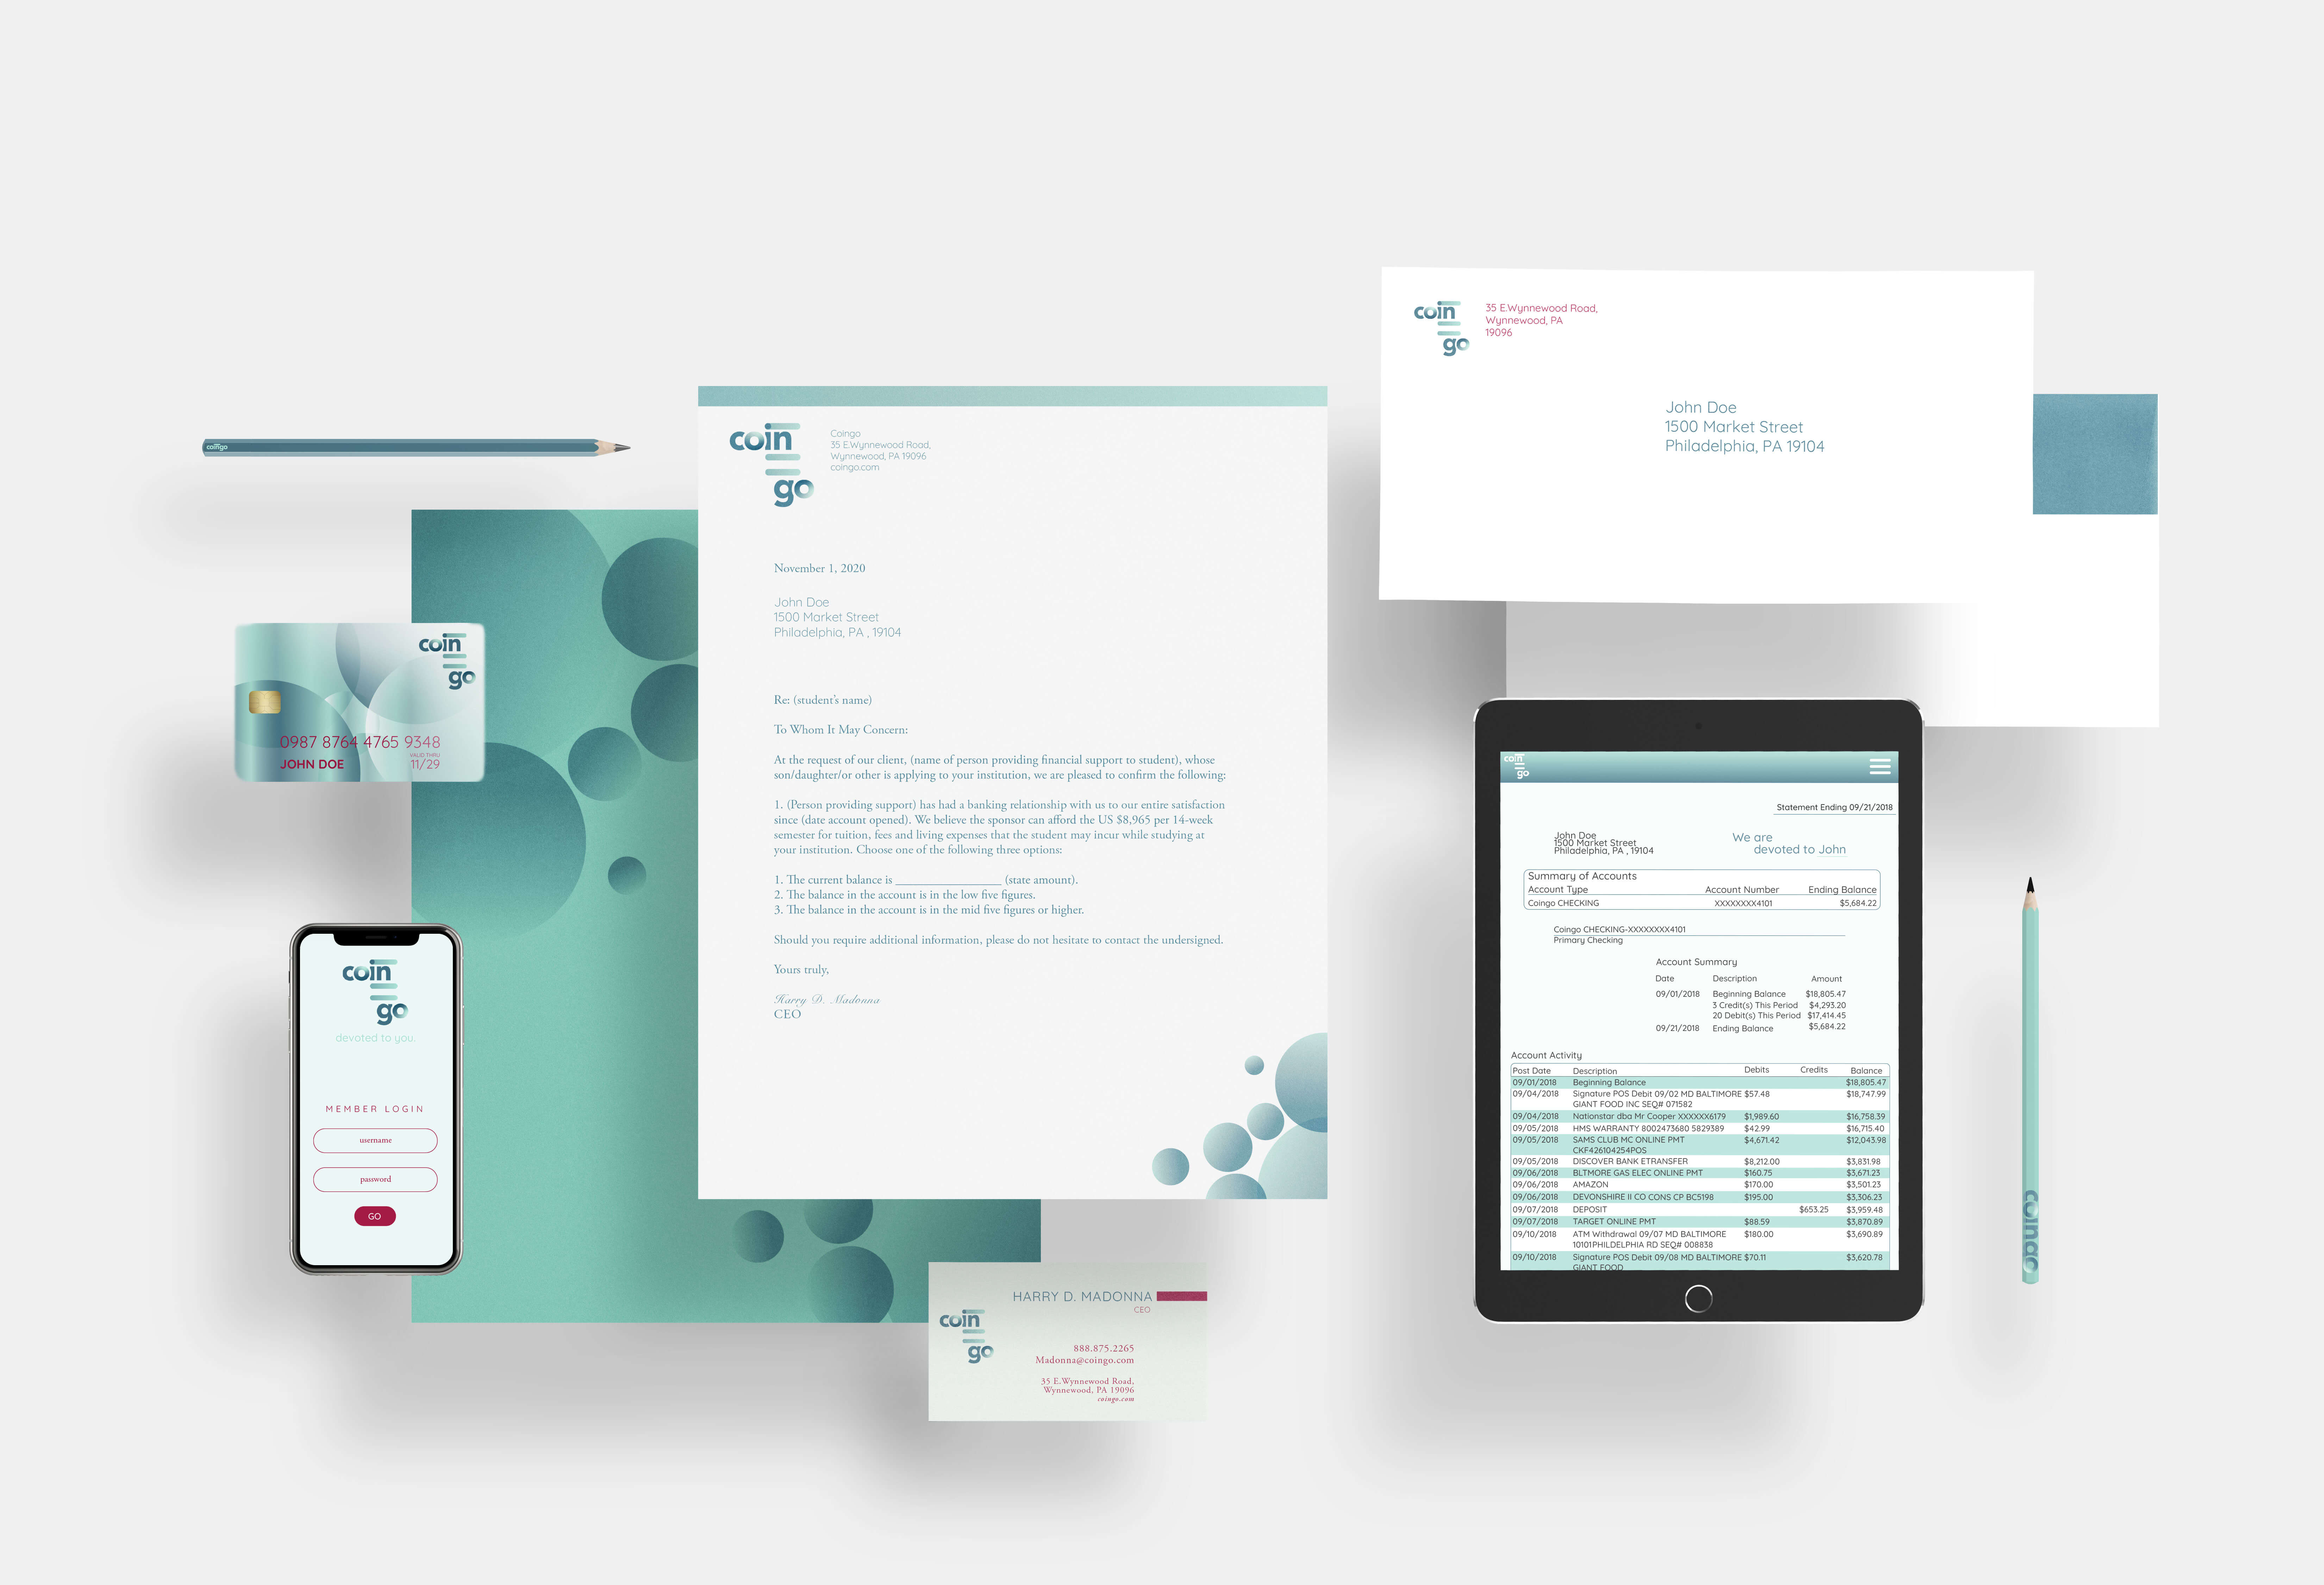 coingo
coin
go
0987 8764 4765 9348
VALID THRU
JOHN DOE
11/29
coin
go
devoted to you.
MEMBER LOGIN
username
password
GO
coin
go
Coingo
35 E.Wynnewood Road,
Wynnewood, PA 19096
coingo.com
November 1, 2020
John Doe
1500 Market Street
Philadelphia, PA , 19104
Re: (student's name)
To Whom It May Concern:
At the request of our client, (name of person providing financial support to student), whose
son/daughter/or other is applying to your institution, we are pleased to confirm the following:
1. (Person providing support) has had a banking relationship with us to our entire satisfaction
since (date account opened). We believe the sponsor can afford the US $8,965 per 14-week
semester for tuition, fees and living expenses that the student may incur while studying at
your institution. Choose one of the following three options:
1. The current balance is __________________ (state amount).
2. The balance in the account is in the low five figures.
3. The balance in the account is in the mid five figures or higher.
Should you require additional information, please do not hesitate to contact the undersigned.
Yours truly,
Harry D. Madonna
CEO
HARRY D. MADONNA
CEO
coin
go
888.875.2265
Madonna@coingo.com
35 E.Wynnewood Road,
Wynnewood, PA 19096
coingo.com
coin
go
35 E.Wynnewood Road,
Wynnewood, PA
19096
John Doe
1500 Market Street
Philadelphia, PA 19104
coin
go
Statement Ending 09/21/2018
John Doe
1500 Market Street
Philadelphia, PA , 19104
We are
devoted to John
Summary of Accounts
Account Type Account Number Ending Balance
Coingo CHECKING XXXXXXXX4101 $5,684.22
Coingo CHECKING-XXXXXXXX4101
Primary Checking
Account Summary
Date Description Amount
09/01/2018 Beginning Balance $18,805.47
3 Credit(s) This Period $4,293.20
20 Debit(s) This Period $17,414.45
09/21/2018 Ending Balance $5,684.22
Account Activity
Post Date Description Debits Credits Balance
09/01/2018 Beginning Balance $18,805.47
09/04/2018 Signature POS Debit 09/02 MD BALTIMORE $57.48 $18,747.99
GIANT FOOD INC SEQ# 071582
09/04/2018 Nationstar dba Mr Cooper XXXXXX6179 $1,989.60 $16,758.39
09/05/2018 HMS WARRANTY 8002473680 5829389 $42.99 $16,715.40
09/05/2018 SAMS CLUB MC ONLINE PMT $4,671.42 $12,043.98
CKF426104254POS
09/05/2018 DISCOVER BANK ETRANSFER $8,212.00 $3,831.98
09/06/2018 BLTMORE GAS ELEC ONLINE PMT $160.75 $3,671.23
09/06/2018 AMAZON $170.00 $3,501.23
09/06/2018 DEVONSHIRE II CO CONS CP BC5198 $195.00 $3,306.23
09/07/2018 DEPOSIT $653.25 $3,959.48
09/07/2018 TARGET ONLINE PMT $88.59 $3,870.89
09/10/2018 ATM Withdrawal 09/07 MD BALTIMORE $180.00 $3,690.89
10101PHILDELPHIA RD SEQ# 008838
09/10/2018 Signature POS Debit 09/08 MD BALTIMORE $70.11 $3,620.78
GIANT FOOD
coingo